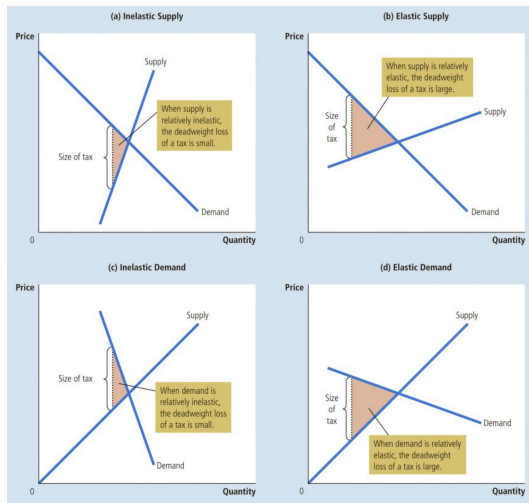 (a) Inelastic Supply
Price
Supply
When supply is
relatively inelastic,
the deadweight loss
of a tax is small.
Size of tax
Demand
0
Quantity
(b) Elastic Supply
Price
When supply is relatively
elastic, the deadweight
loss of a tax is large.
Supply
Size
of
tax
Demand
0
Quantity
(c) Inelastic Demand
Price
Supply
Size of tax
When demand is
relatively inelastic,
the deadweight loss
of a tax is small.
Demand
0
Quantity
(d) Elastic Demand
Price
Supply
Size
of
tax
Demand
When demand is relatively
elastic, the deadweight
loss of a tax is large.
0
Quantity